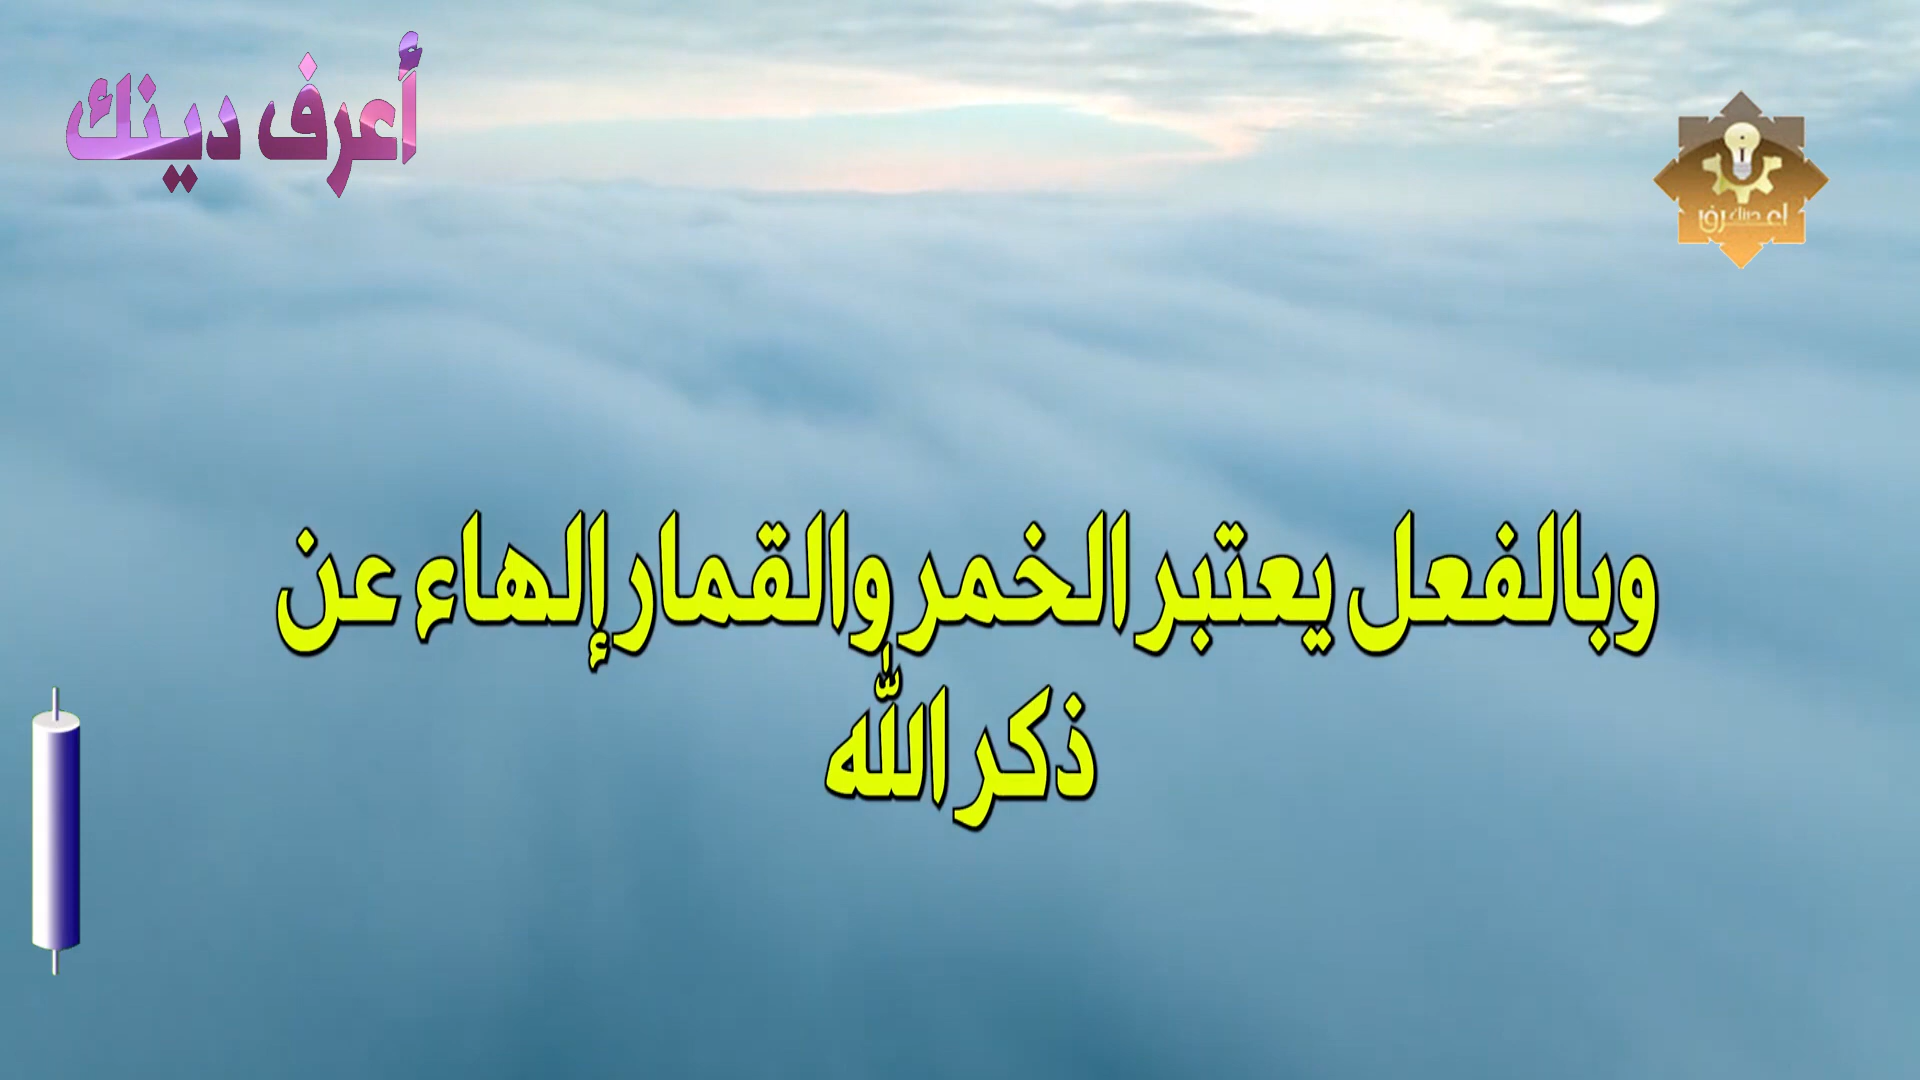 أعرف دينك
وبالفعل يعتبر الخمر والقمار إلهاء عن
ذكر الله